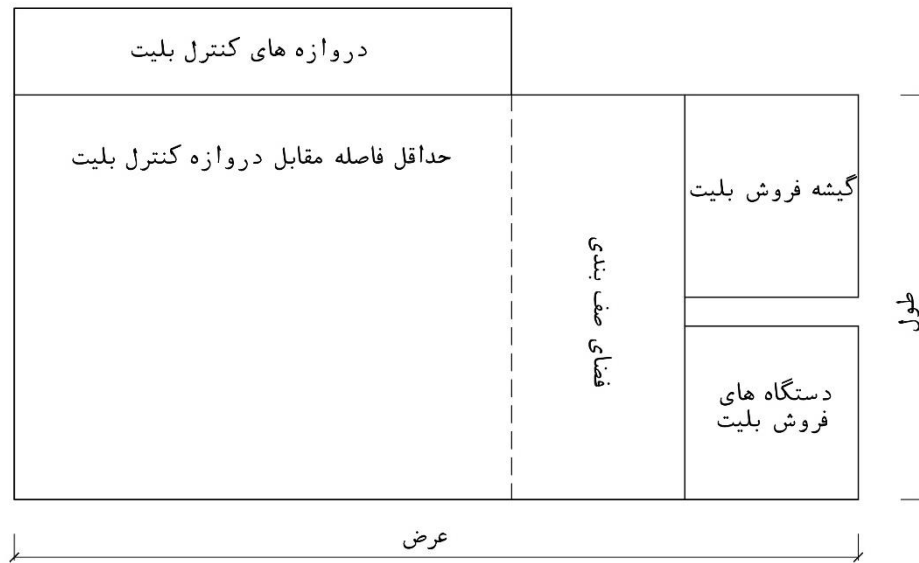 دروازه های کنترل بلیت
حداقل فاصله مقابل دروازه کنترل بلیت
گیشه فروش بلیت
فضای صف بندی
طول
دستگاه های
فروش بلیت
عرض